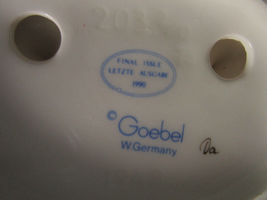 FINAL ISSUE
LETZTE AUSGABE
1990
© Goebel
W.Germany